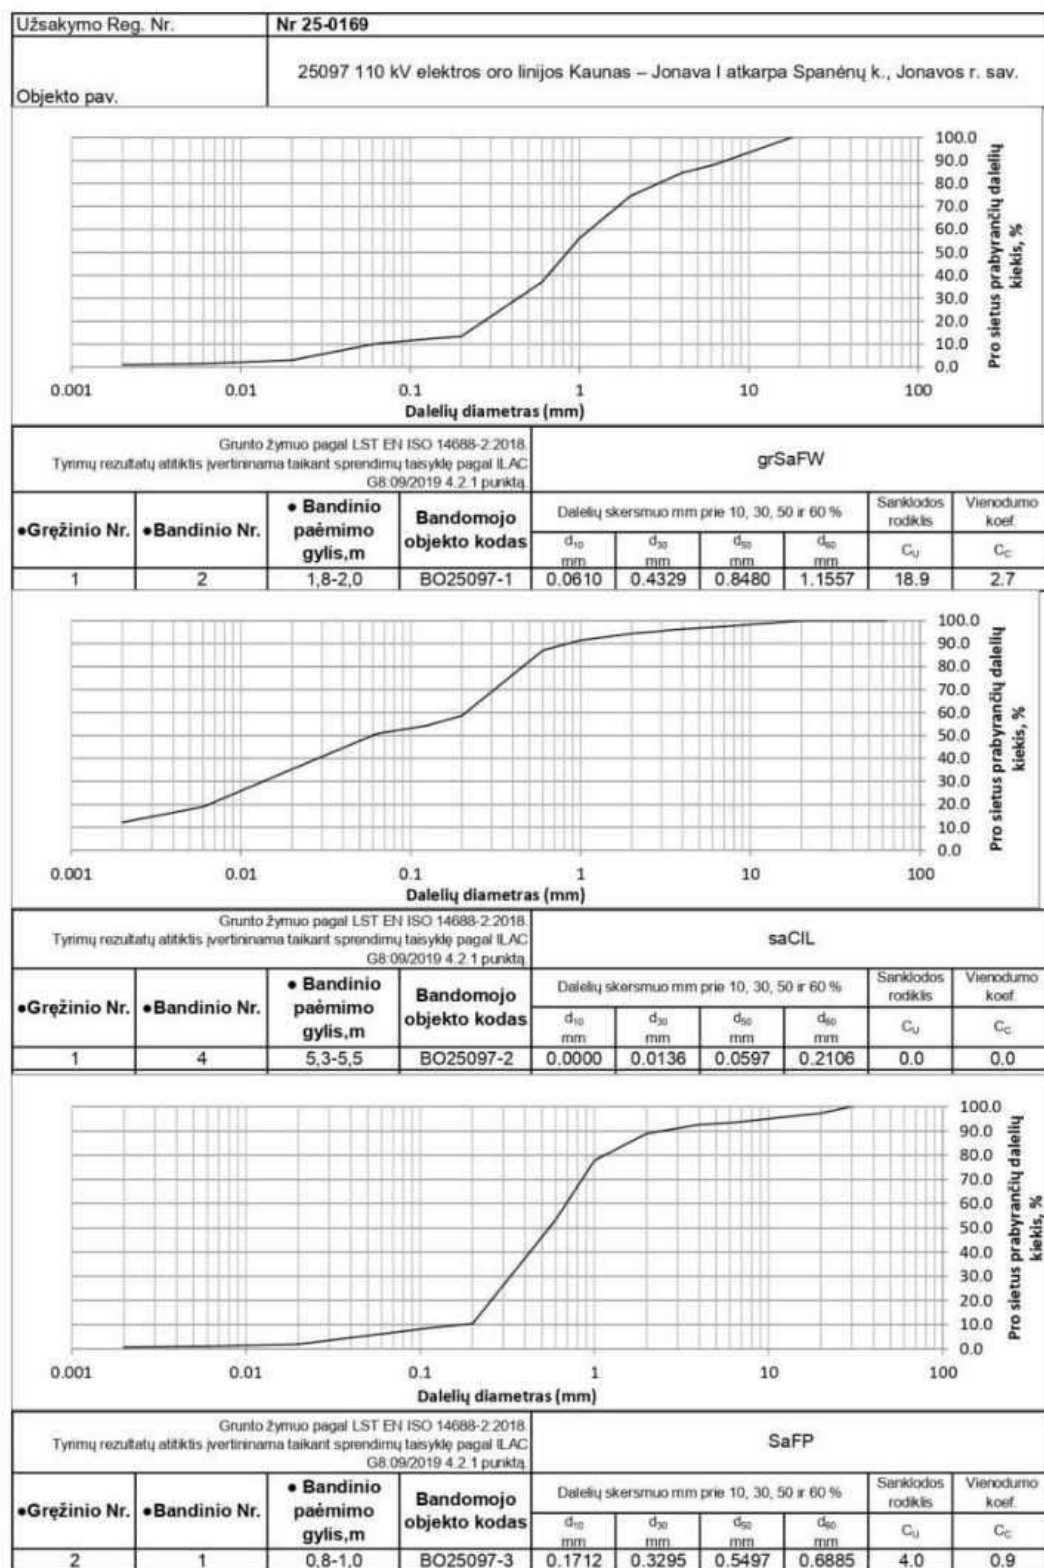 Užsakymo Reg. Nr. Nr 25-0169
Objekto pav. 25097 110 kV elektros oro linijos Kaunas – Jonava I atkarpa Spanėnų k., Jonavos r. sav.
100.0
90.0
80.0
70.0
60.0
50.0
40.0
30.0
20.0
10.0
0.0
Pro sietus prabyrančių dalelių
kiekis, %
0.001 0.01 0.1 1 10 100
Dalelių diametras (mm)
Grunto žymuo pagal LST EN ISO 14688-2:2018.
Tyrimų rezultatų atitiktis įvertininama taikant sprendimų taisyklę pagal ILAC
G8:09/2019 4.2.1 punktą
grSaFW
●Gręžinio Nr. ●Bandinio Nr. ● Bandinio paėmimo gylis,m Bandomojo objekto kodas Dalelių skersmuo mm prie 10, 30, 50 ir 60 % Sanklodos rodiklis Vienodumo koef.
d10 mm d30 mm d50 mm d60 mm CU CC
1 2 1,8-2,0 BO25097-1 0.0610 0.4329 0.8480 1.1557 18.9 2.7
100.0
90.0
80.0
70.0
60.0
50.0
40.0
30.0
20.0
10.0
0.0
Pro sietus prabyrančių dalelių
kiekis, %
0.001 0.01 0.1 1 10 100
Dalelių diametras (mm)
Grunto žymuo pagal LST EN ISO 14688-2:2018.
Tyrimų rezultatų atitiktis įvertininama taikant sprendimų taisyklę pagal ILAC
G8:09/2019 4.2.1 punktą
saClL
●Gręžinio Nr. ●Bandinio Nr. ● Bandinio paėmimo gylis,m Bandomojo objekto kodas Dalelių skersmuo mm prie 10, 30, 50 ir 60 % Sanklodos rodiklis Vienodumo koef.
d10 mm d30 mm d50 mm d60 mm CU CC
1 4 5,3-5,5 BO25097-2 0.0000 0.0136 0.0597 0.2106 0.0 0.0
100.0
90.0
80.0
70.0
60.0
50.0
40.0
30.0
20.0
10.0
0.0
Pro sietus prabyrančių dalelių
kiekis, %
0.001 0.01 0.1 1 10 100
Dalelių diametras (mm)
Grunto žymuo pagal LST EN ISO 14688-2:2018.
Tyrimų rezultatų atitiktis įvertininama taikant sprendimų taisyklę pagal ILAC
G8:09/2019 4.2.1 punktą
SaFP
●Gręžinio Nr. ●Bandinio Nr. ● Bandinio paėmimo gylis,m Bandomojo objekto kodas Dalelių skersmuo mm prie 10, 30, 50 ir 60 % Sanklodos rodiklis Vienodumo koef.
d10 mm d30 mm d50 mm d60 mm CU CC
2 1 0,8-1,0 BO25097-3 0.1712 0.3295 0.5497 0.6885 4.0 0.9